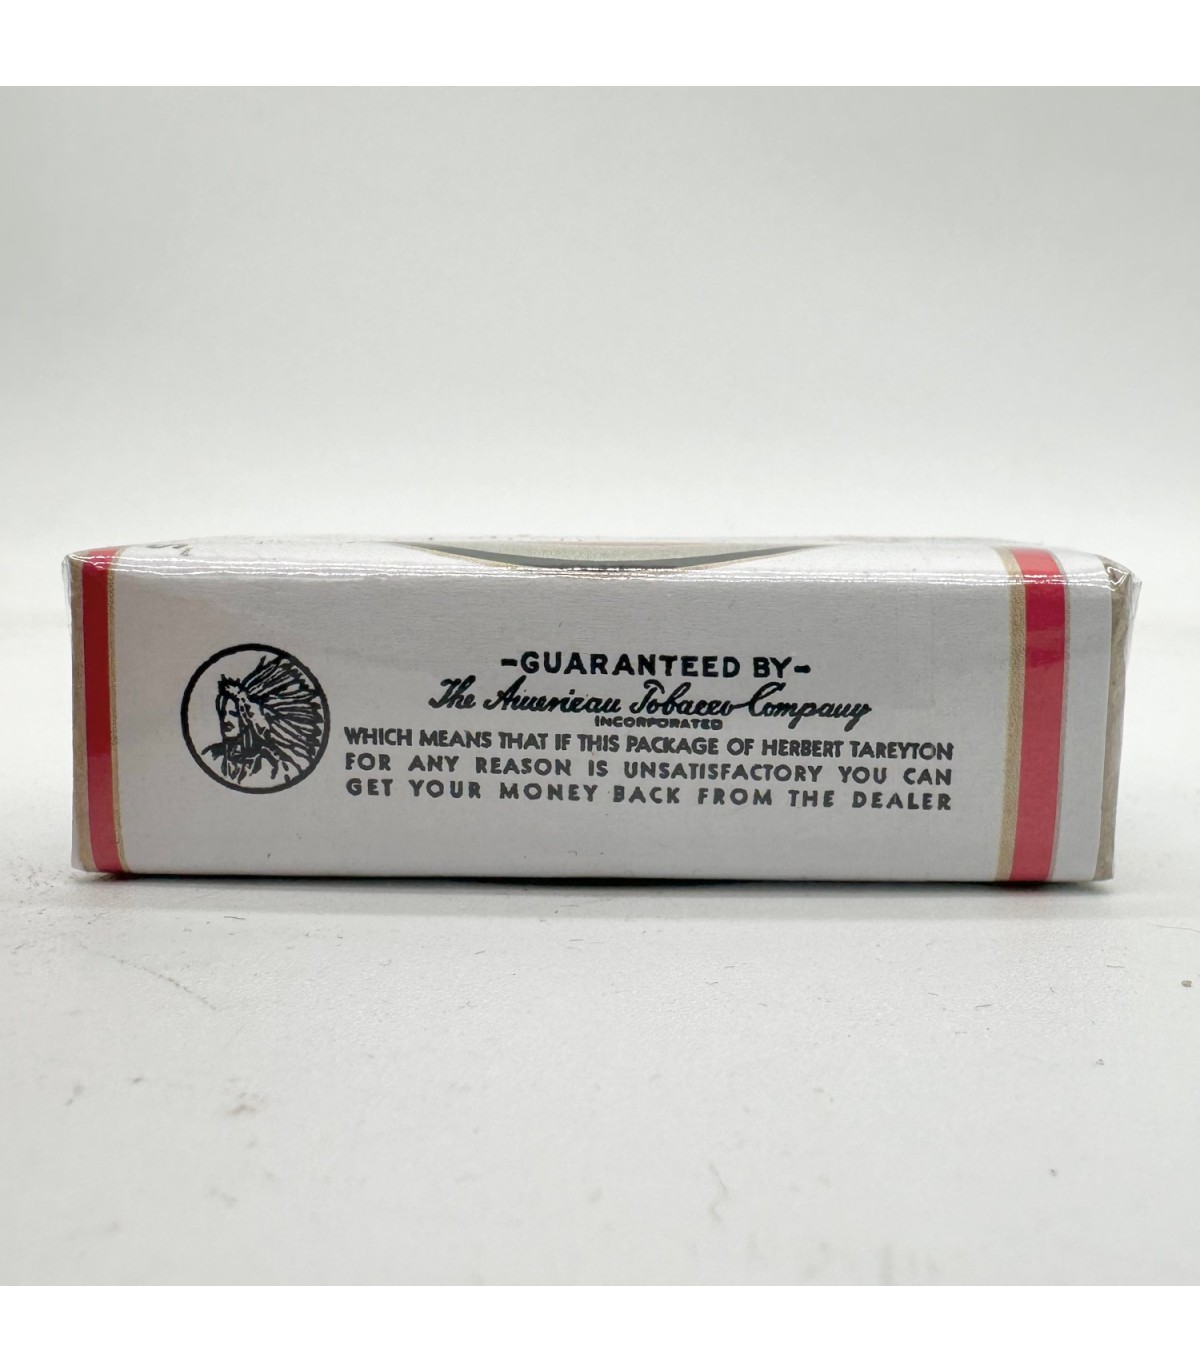 -GUARANTEED BY-
The American Tobacco Company
INCORPORATED
WHICH MEANS THAT IF THIS PACKAGE OF HERBERT TAREYTON
FOR ANY REASON IS UNSATISFACTORY YOU CAN
GET YOUR MONEY BACK FROM THE DEALER